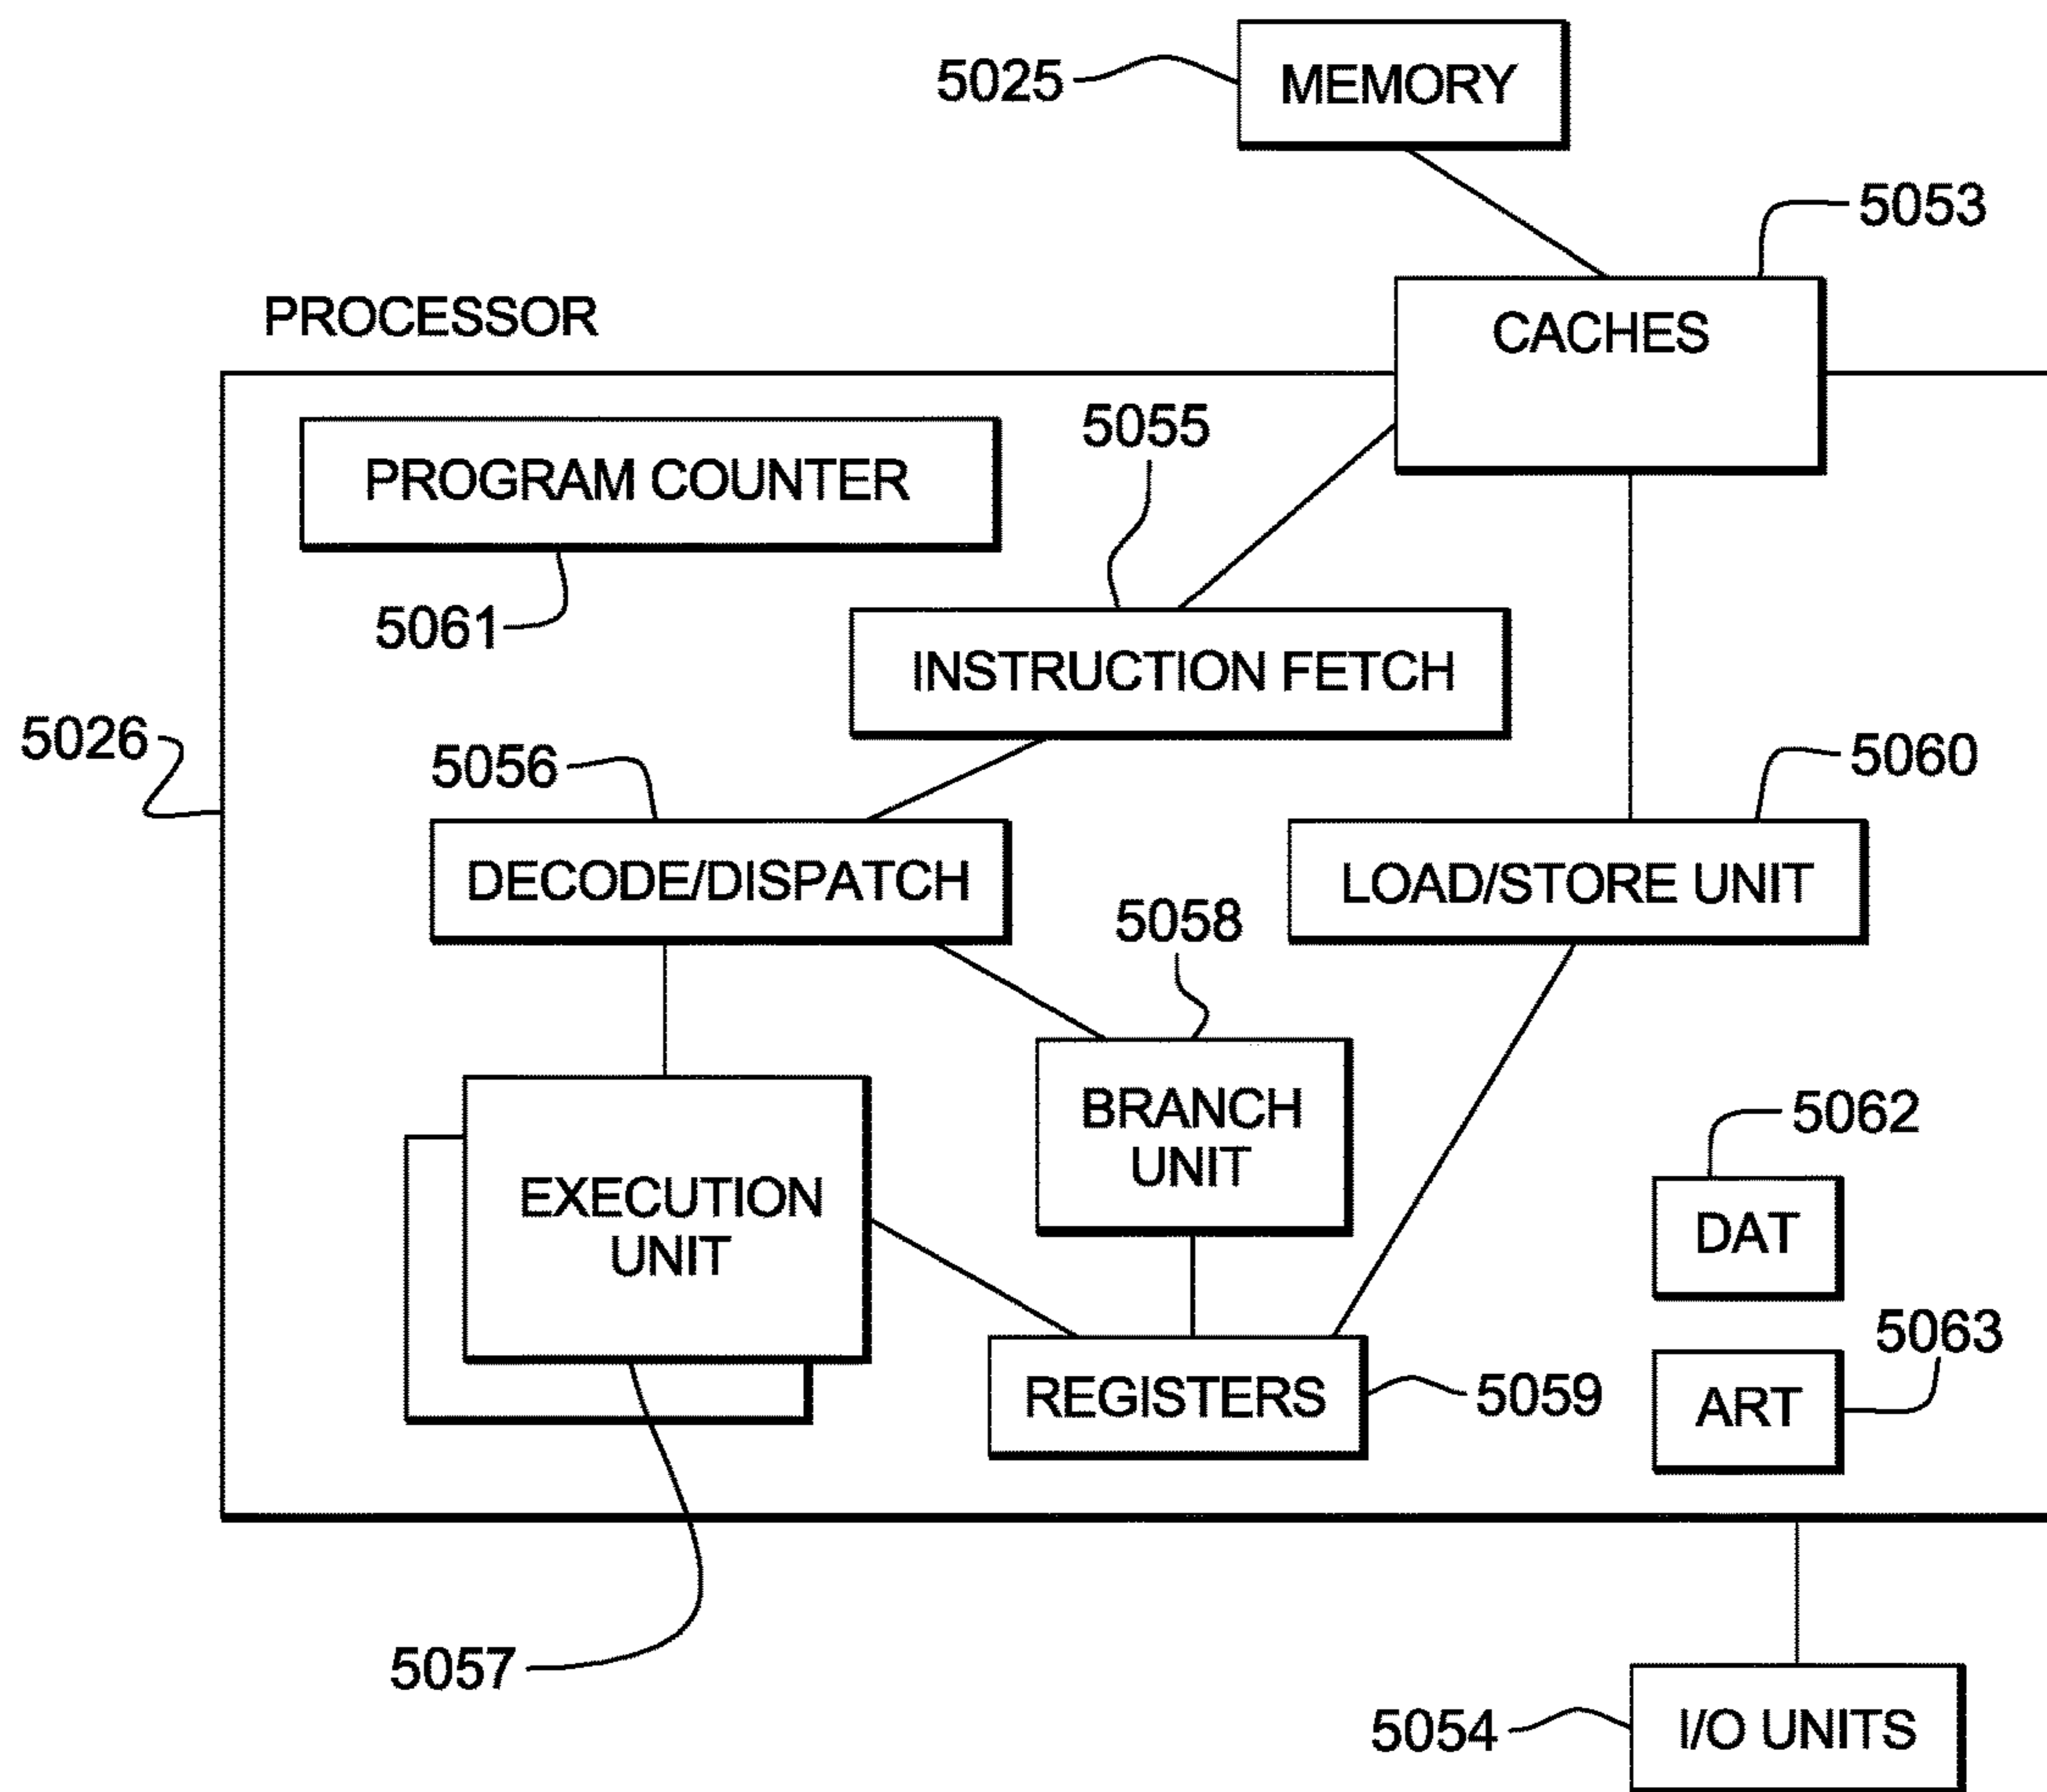 5025
MEMORY
5053
PROCESSOR
CACHES
5055
PROGRAM COUNTER
5061
INSTRUCTION FETCH
5026
5056
5060
DECODE/DISPATCH
LOAD/STORE UNIT
5058
BRANCH
UNIT
5062
EXECUTION
UNIT
DAT
5063
REGISTERS
5059
ART
5057
5054
I/O UNITS